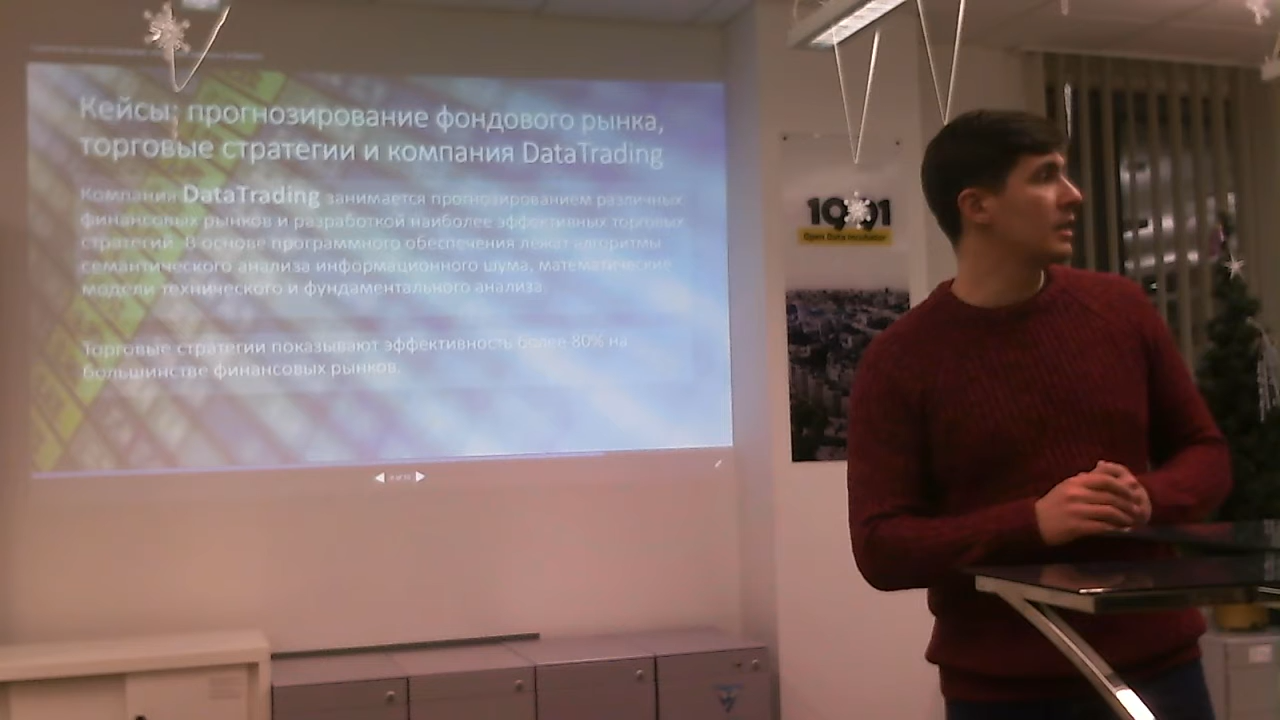 Кейсы: прогнозирование фондового рынка,
торговые стратегии и компания DataTrading
Компания DataTrading занимается прогнозированием различных
финансовых рынков и разработкой наиболее эффективных торговых
стратегий. В основе программного обеспечения лежат алгоритмы
семантического анализа информационного шума, математические
модели технического и фундаментального анализа.
Торговые стратегии показывают эффективность более 80% на
большинстве финансовых рынков.
Open Data Incubator